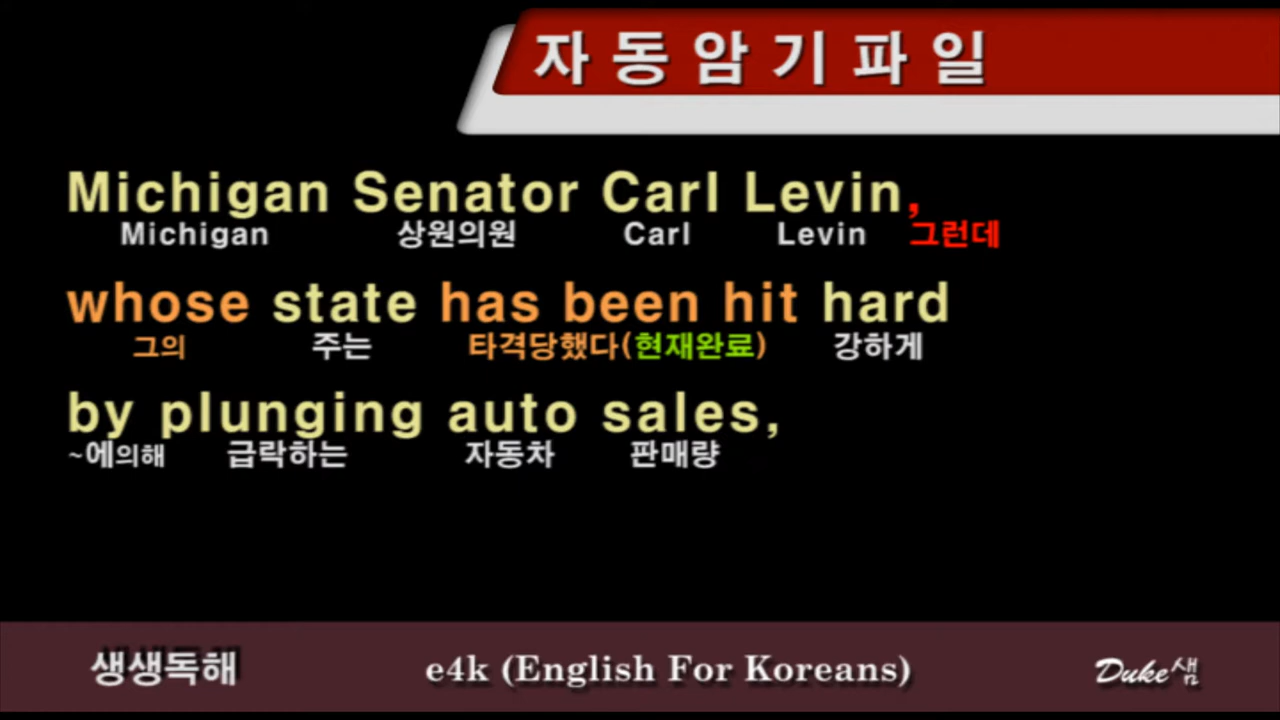 자동암기파일
Michigan Senator Carl Levin,
Michigan 상원의원 Carl Levin 그런데
whose state has been hit hard
그의 주는 타격당했다(현재완료) 강하게
by plunging auto sales,
~에의해 급락하는 자동차 판매량
생생독해 e4k (English For Koreans) Duke샘